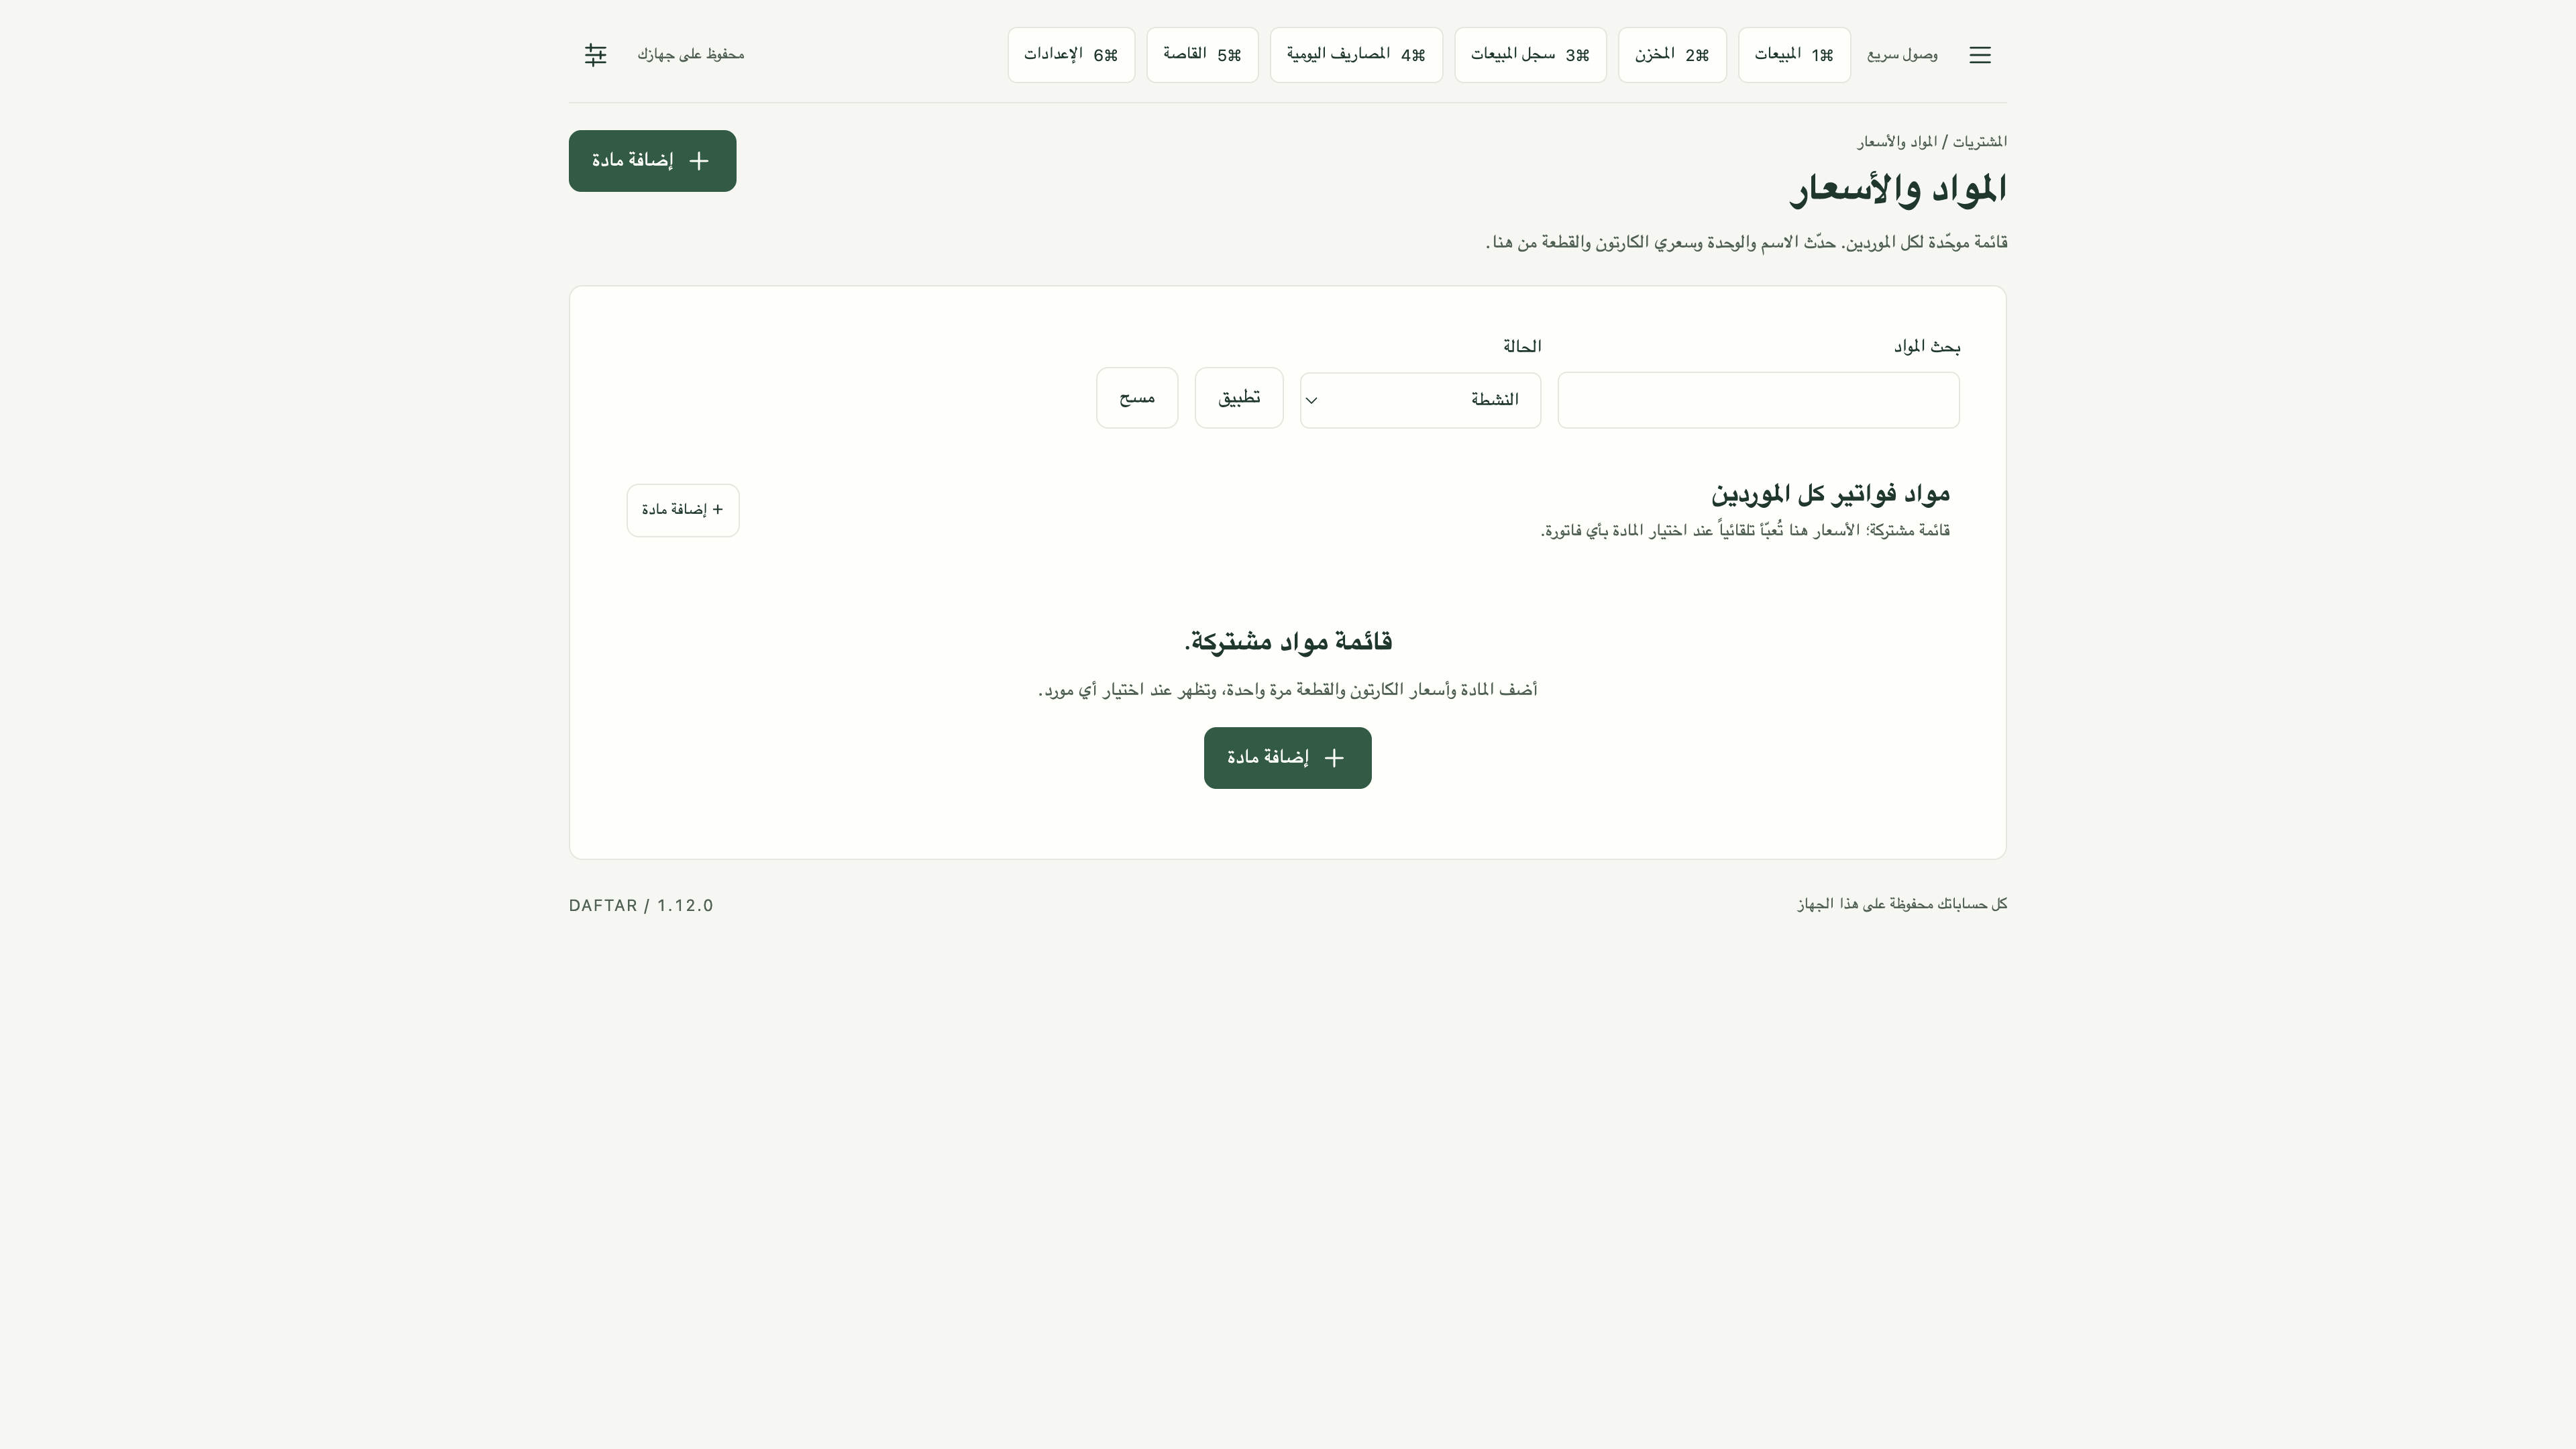 وصول سريع
⌘1 المبيعات
⌘2 المخزن
⌘3 سجل المبيعات
⌘4 المصاريف اليومية
⌘5 القاصة
⌘6 الإعدادات
محفوظ على جهازك
المشتريات / المواد والأسعار
المواد والأسعار
قائمة موحّدة لكل الموردين. حدّث الاسم والوحدة وسعري الكارتون والقطعة من هنا.
إضافة مادة
بحث المواد
الحالة
النشطة
تطبيق
مسح
مواد فواتير كل الموردين
قائمة مشتركة؛ الأسعار هنا تُعبّأ تلقائياً عند اختيار المادة بأي فاتورة.
+ إضافة مادة
قائمة مواد مشتركة.
أضف المادة وأسعار الكارتون والقطعة مرة واحدة، وتظهر عند اختيار أي مورد.
إضافة مادة
كل حساباتك محفوظة على هذا الجهاز
DAFTAR / 1.12.0